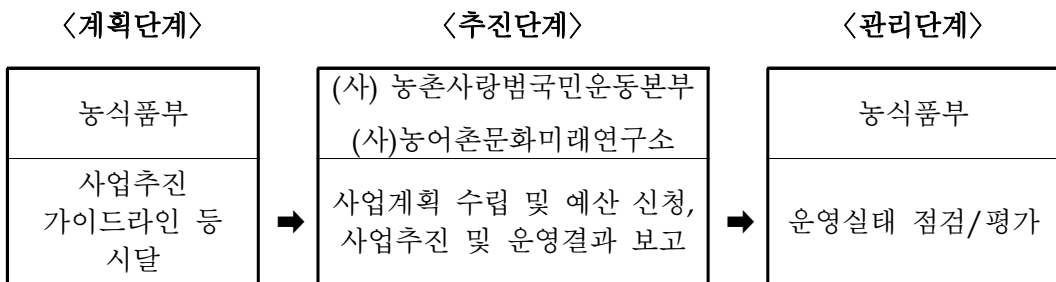 〈계획단계〉
〈추진단계〉
〈관리단계〉
농식품부
(사) 농촌사랑범국민운동본부
(사)농어촌문화미래연구소
농식품부
사업추진
가이드라인 등
시달
➡
사업계획 수립 및 예산 신청,
사업추진 및 운영결과 보고
➡
운영실태 점검/평가